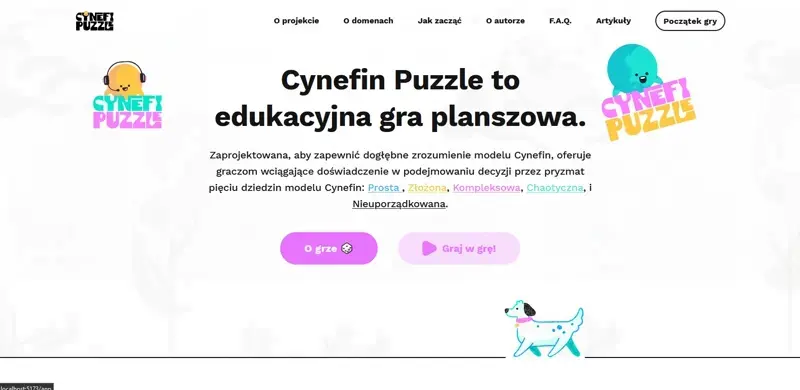 CYNEFI
PUZZLE
O projekcie
O domenach
Jak zacząć
O autorze
F.A.Q.
Artykuły
Początek gry
CYNEFI
PUZZLE
CYNEFI
PUZZLE
Cynefin Puzzle to
edukacyjna gra planszowa.
Zaprojektowana, aby zapewnić dogłębne zrozumienie modelu Cynefin, oferuje
graczom wciągające doświadczenie w podejmowaniu decyzji przez pryzmat
pięciu dziedzin modelu Cynefin: Prosta , Złożona, Kompleksowa, Chaotyczna, i
Nieuporządkowana.
O grze
Graj w grę!
localhost:5173/app